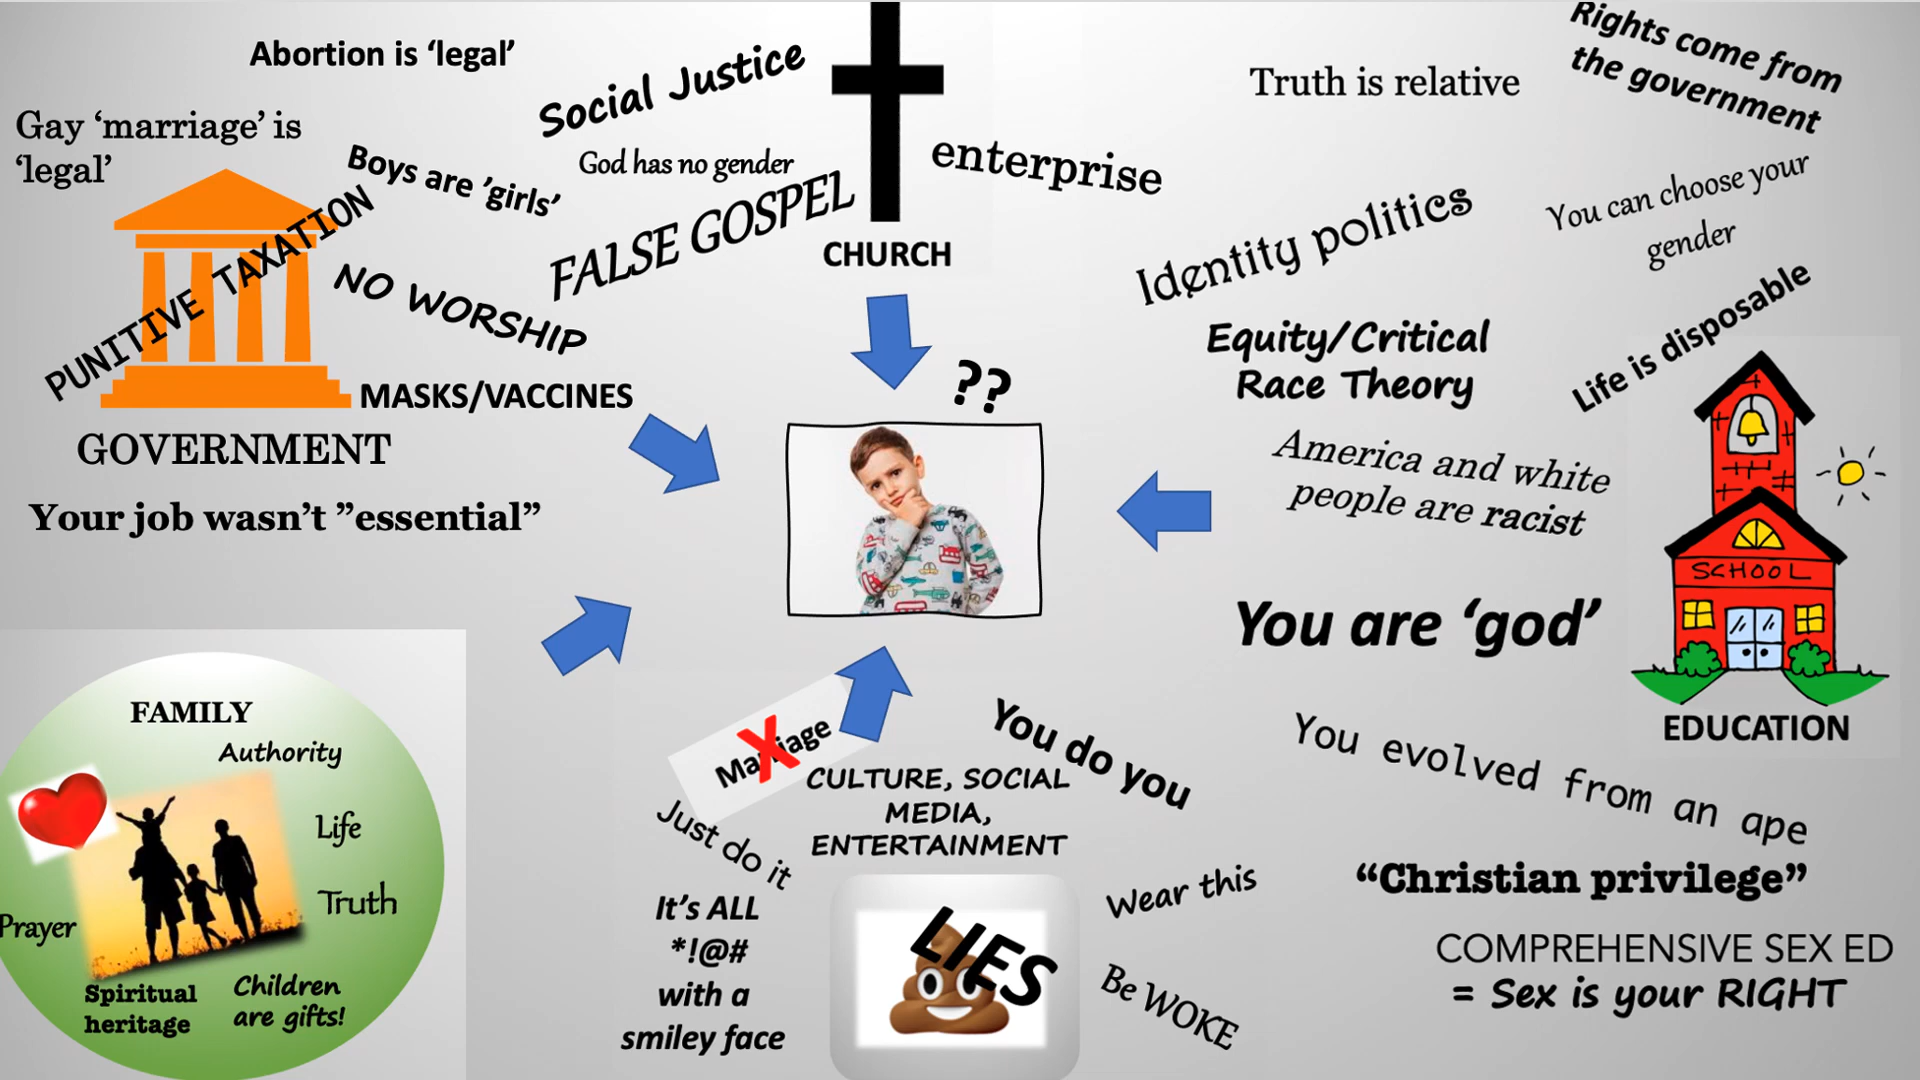 Abortion is ‘legal’
Gay ‘marriage’ is
‘legal’
Boys are ’girls’
PUNITIVE TAXATION
NO WORSHIP
MASKS/VACCINES
GOVERNMENT
Your job wasn’t ”essential”
Social Justice
God has no gender
FALSE GOSPEL
enterprise
CHURCH
??
Truth is relative
Rights come from
the government
Identity politics
You can choose your
gender
Equity/Critical
Race Theory
Life is disposable
America and white
people are racist
SCHOOL
You are ‘god’
EDUCATION
You evolved from an ape
“Christian privilege”
COMPREHENSIVE SEX ED
= Sex is your RIGHT
FAMILY
Authority
Life
Truth
Prayer
Spiritual
heritage
Children
are gifts!
Marriage
X
You do you
CULTURE, SOCIAL
MEDIA,
ENTERTAINMENT
Just do it
It’s ALL
*!@#
with a
smiley face
LIES
Wear this
Be WOKE